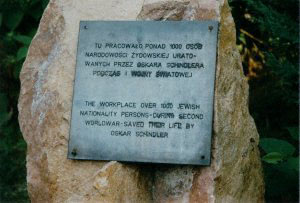 TU PRACOWAŁO PONAD 1000 OSÓB
NARODOWOŚCI ŻYDOWSKIEJ URATO-
WANYCH PRZEZ OSKARA SCHINDLERA
PODCZAS II WOJNY ŚWIATOWEJ
THE WORKPLACE OVER 1000 JEWISH
NATIONALITY PERSONS-DURING SECOND
WORLDWAR-SAVED THEIR LIFE BY
OSKAR SCHINDLER